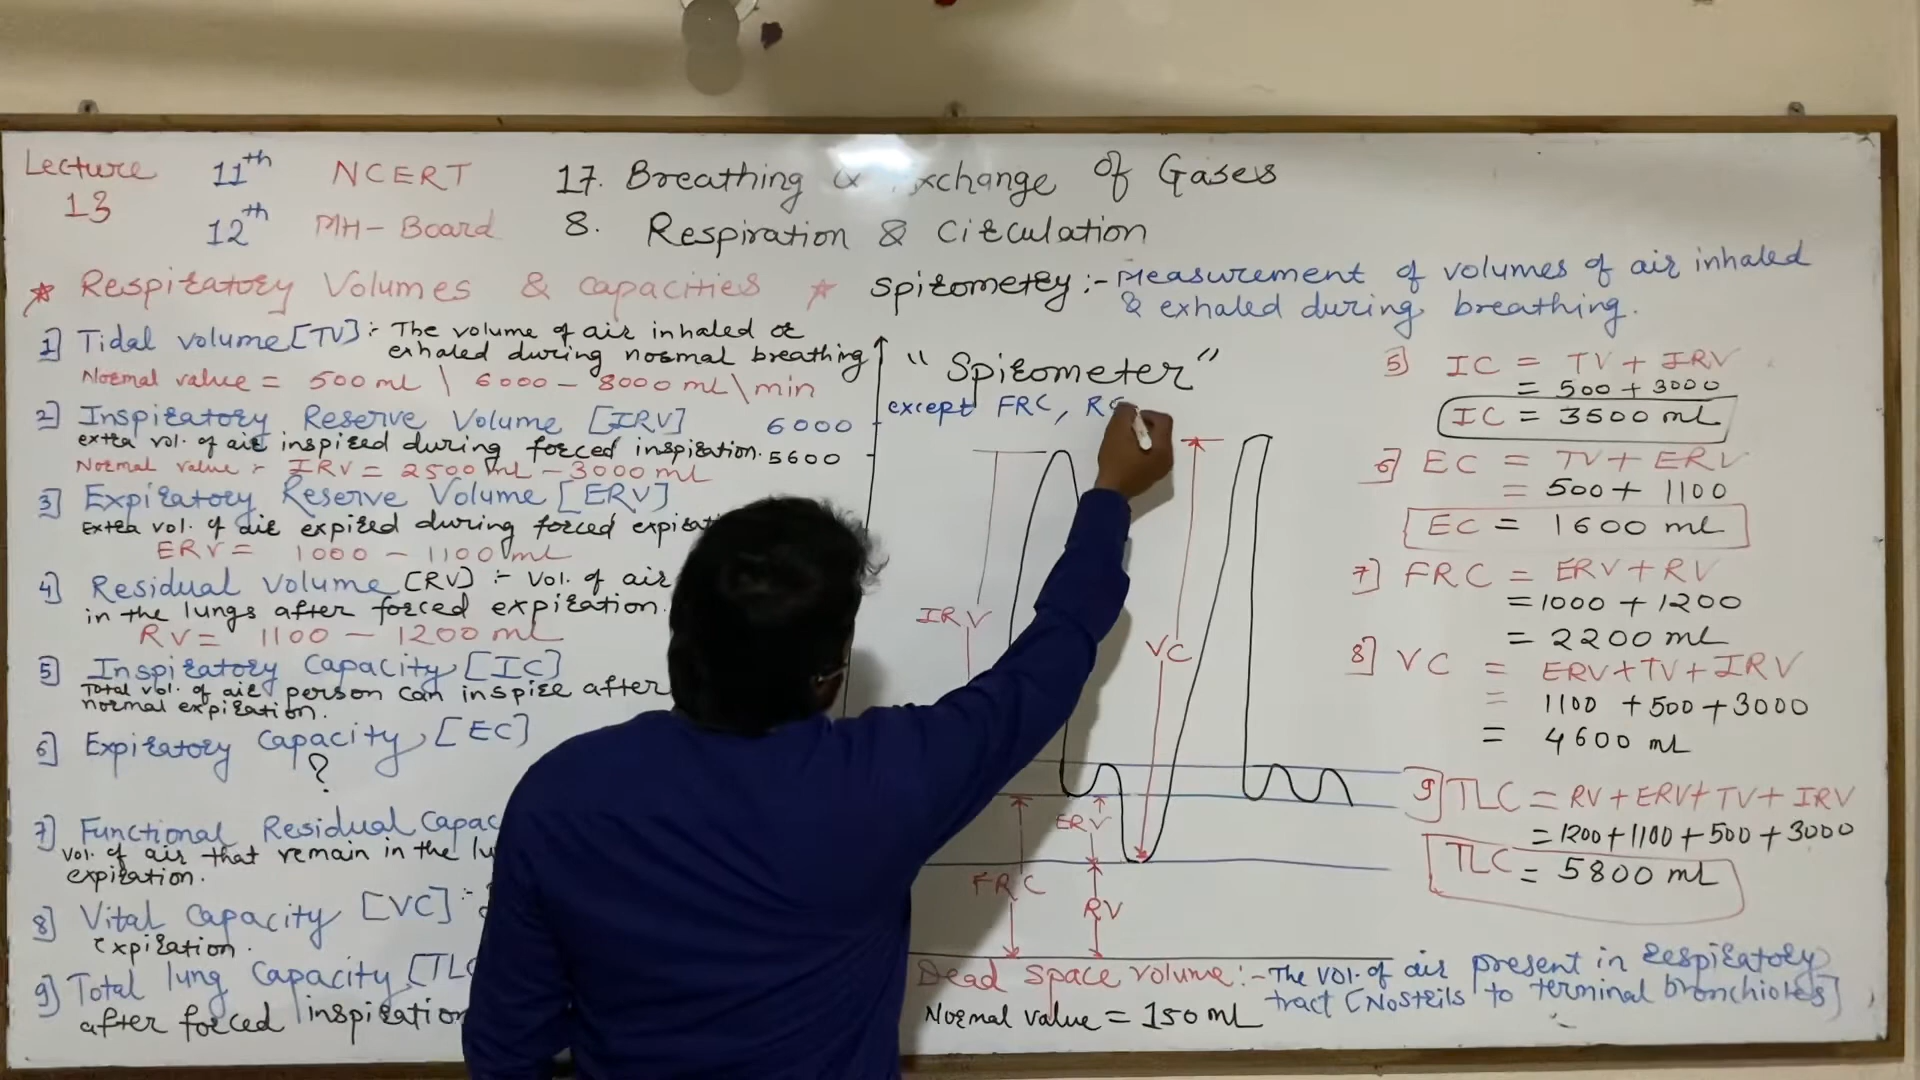 Lecture 13
11th NCERT 17. Breathing & Exchange of Gases
12th MH-Board 8. Respiration & Circulation
* Respiratory Volumes & capacities *
Spirometry :- Measurement of volumes of air inhaled
& exhaled during breathing.
1] Tidal volume [TV] :- The volume of air inhaled or
exhaled during normal breathing
Normal value = 500 ml \ 6000 - 8000 ml\min
2] Inspiratory Reserve Volume [IRV]
extra vol. of air inspired during forced inspiration.
Normal value :- IRV = 2500 ml - 3000 ml
3] Expiratory Reserve Volume [ERV]
Extra vol. of air expired during forced
ERV = 1000 - 1100 ml
4] Residual volume [RV] :- Vol. of air
in the lungs after forced expiration.
RV = 1100 - 1200 ml
5] Inspiratory Capacity [IC]
Total vol. of air person can inspire after
normal expiration.
6] Expiratory Capacity [EC]
?
7] Functional Residual
vol. of air that remain in the
expiration.
8] Vital Capacity [VC] :-
expiration.
9] Total lung Capacity
after forced inspiration
"Spirometer"
except FRC,
6000
5600
IRV
VC
ERV
FRC
RV
Dead space volume :- The vol. of air present in respiratory
tract [Nostrils to terminal bronchioles]
Normal value = 150 ml
5] IC = TV + IRV
= 500 + 3000
IC = 3500 ml
6] EC = TV + ERV
= 500 + 1100
EC = 1600 ml
7] FRC = ERV + RV
= 1000 + 1200
= 2200 ml
8] VC = ERV + TV + IRV
= 1100 + 500 + 3000
= 4600 ml
9] TLC = RV + ERV + TV + IRV
= 1200 + 1100 + 500 + 3000
TLC = 5800 ml